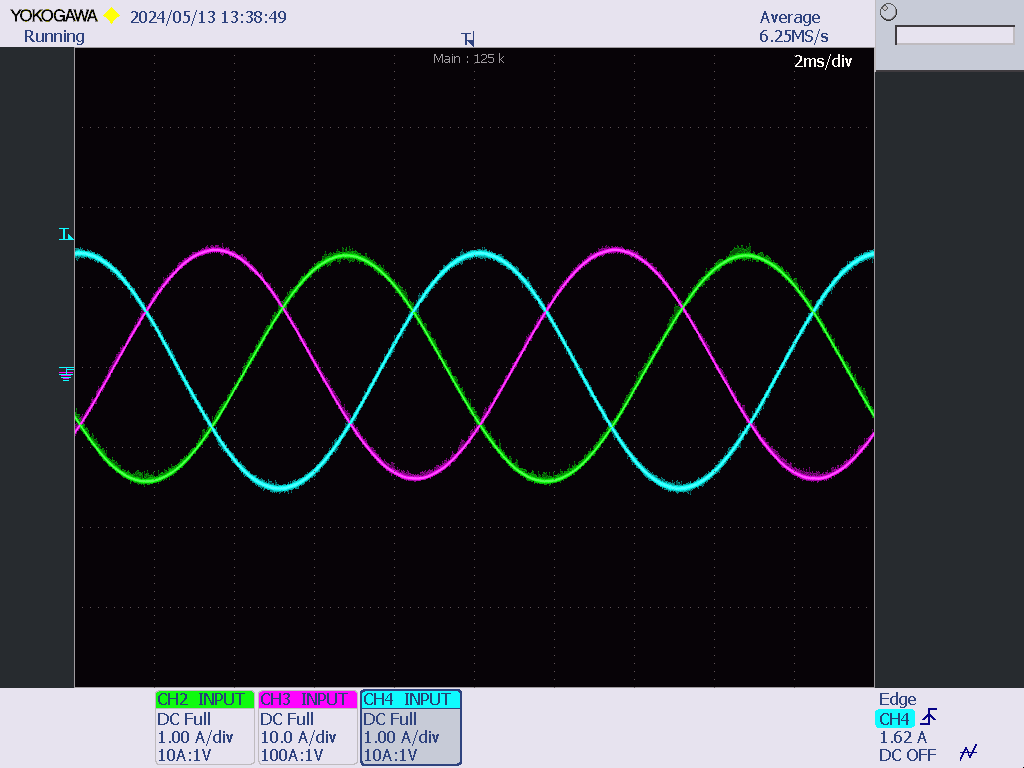 YOKOGAWA 2024/05/13 13:38:49
Running
Average
6.25MS/s
T
Main : 125 k
2ms/div
T
CH2 INPUT
DC Full
1.00 A/div
10A:1V
CH3 INPUT
DC Full
10.0 A/div
100A:1V
CH4 INPUT
DC Full
1.00 A/div
10A:1V
Edge
CH4
1.62 A
DC OFF